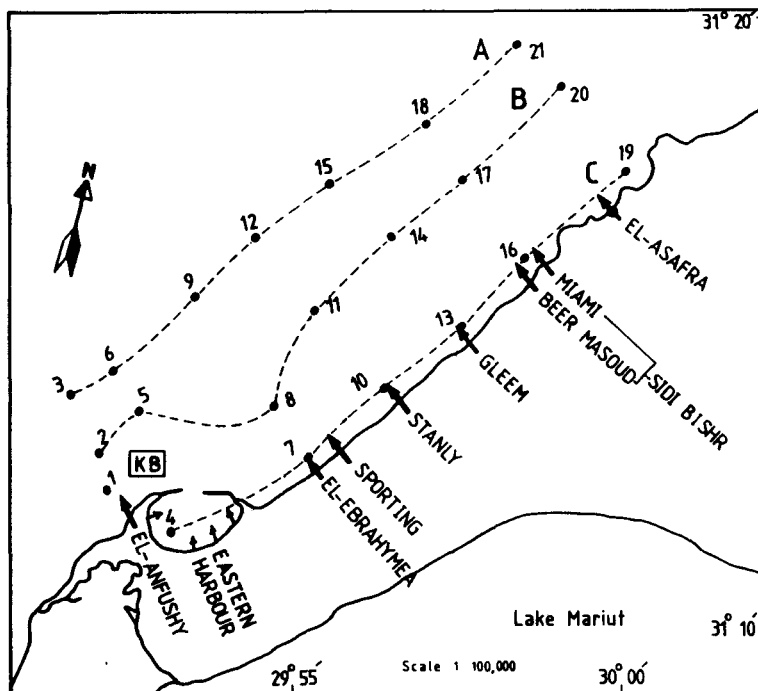 31° 20'
A
21
B
20
18
N
15
17
C
19
12
14
EL-ASAFRA
16
MIAMI
BEER MASOUD
SIDI BISHR
9
11
13
GLEEM
6
3
5
8
10
STANLY
2
7
SPORTING
EL-EBRAHYMEA
KB
1
4
EL-ANFUSHY
EASTERN
HARBOUR
Lake Mariut
31° 10'
29° 55'
Scale 1 100,000
30° 00'